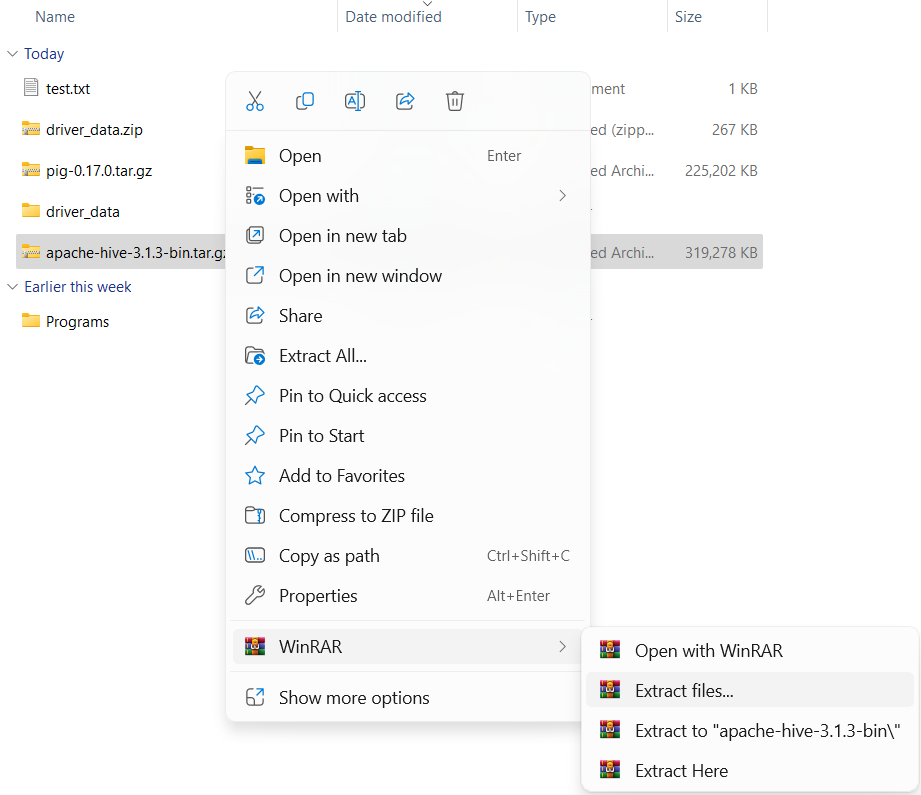 Name Date modified Type Size
Today
test.txt ment 1 KB
driver_data.zip ed (zipp... 267 KB
pig-0.17.0.tar.gz ed Archi... 225,202 KB
driver_data
apache-hive-3.1.3-bin.tar.gz ed Archi... 319,278 KB
Earlier this week
Programs
Open Enter
Open with
Open in new tab
Open in new window
Share
Extract All...
Pin to Quick access
Pin to Start
Add to Favorites
Compress to ZIP file
Copy as path Ctrl+Shift+C
Properties Alt+Enter
WinRAR
Show more options
Open with WinRAR
Extract files...
Extract to "apache-hive-3.1.3-bin\"
Extract Here